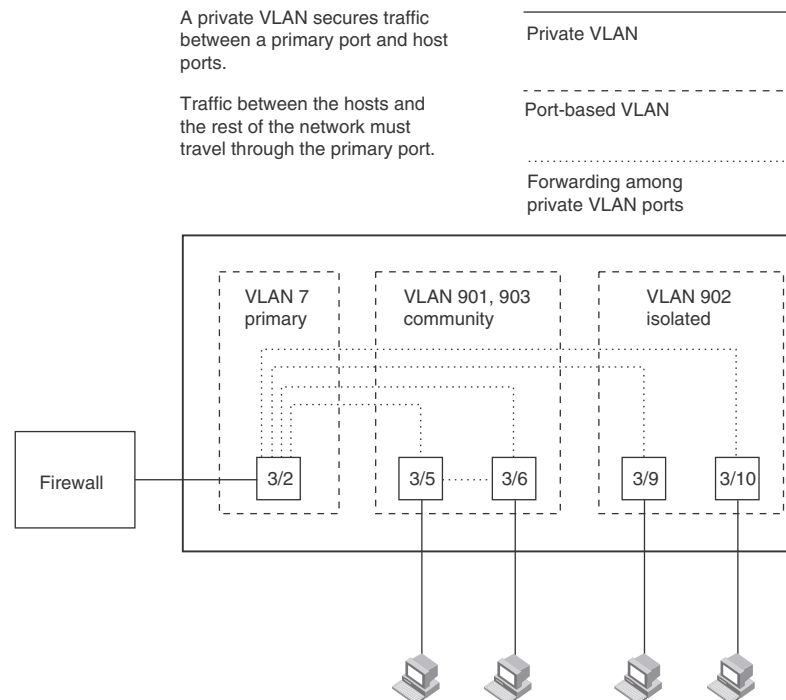 A private VLAN secures traffic
between a primary port and host
ports.
Traffic between the hosts and
the rest of the network must
travel through the primary port.
Private VLAN
Port-based VLAN
Forwarding among
private VLAN ports
VLAN 7
primary
VLAN 901, 903
community
VLAN 902
isolated
Firewall
3/2
3/5
3/6
3/9
3/10